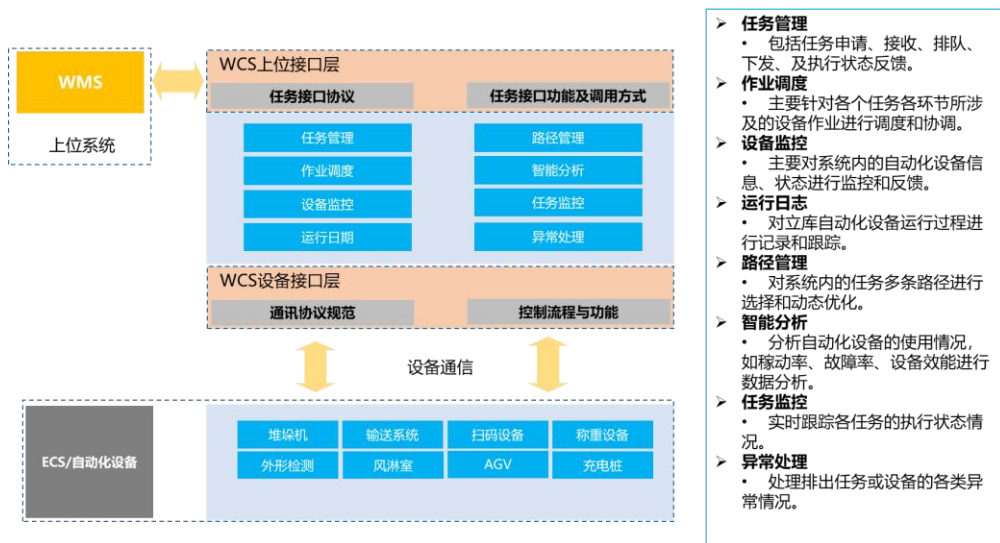 WMS
上位系统
WCS上位接口层
任务接口协议
任务接口功能及调用方式
任务管理
路径管理
作业调度
智能分析
设备监控
任务监控
运行日期
异常处理
WCS设备接口层
通讯协议规范
控制流程与功能
设备通信
ECS/自动化设备
堆垛机
输送系统
扫码设备
称重设备
外形检测
风淋室
AGV
充电桩
➢ 任务管理
• 包括任务申请、接收、排队、
下发、及执行状态反馈。
➢ 作业调度
• 主要针对各个任务各环节所涉
及的设备作业进行调度和协调。
➢ 设备监控
• 主要对系统内的自动化设备信
息、状态进行监控和反馈。
➢ 运行日志
• 对立库自动化设备运行过程进
行记录和跟踪。
➢ 路径管理
• 对系统内的任务多条路径进行
选择和动态优化。
➢ 智能分析
• 分析自动化设备的使用情况，
如稼动率、故障率、设备效能进行
数据分析。
➢ 任务监控
• 实时跟踪各任务的执行状态情
况。
➢ 异常处理
• 处理排出任务或设备的各类异
常情况。